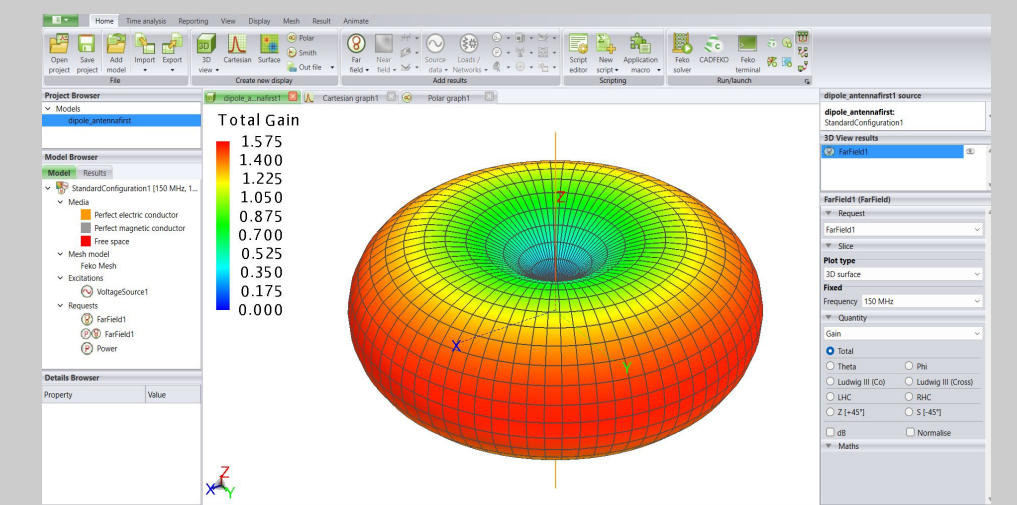 Home Time analysis Reporting View Display Mesh Result Animate
Open project
Save project
Add model
Import
Export
File
3D view
Cartesian
Surface
Polar
Smith
Out file
Create new display
Far field
Near field
Source data
Loads / Networks
Add results
Script editor
New script
Application macro
Scripting
Feko solver
CADFEKO
Feko terminal
Run/launch
Project Browser
Models
dipole_antennafirst
Model Browser
Model Results
StandardConfiguration1 [150 MHz, 1...
Media
Perfect electric conductor
Perfect magnetic conductor
Free space
Mesh model
Feko Mesh
Excitations
VoltageSource1
Requests
FarField1
FarField1
Power
Details Browser
Property Value
dipole_a...nafirst1 Cartesian graph1 Polar graph1
Total Gain
1.575
1.400
1.225
1.050
0.875
0.700
0.525
0.350
0.175
0.000
Z
X
Y
Z
X Y
dipole_antennafirst1 source
dipole_antennafirst:
StandardConfiguration1
3D View results
FarField1
FarField1 (FarField)
Request
FarField1
Slice
Plot type
3D surface
Fixed
Frequency 150 MHz
Quantity
Gain
Total
Theta Phi
Ludwig III (Co) Ludwig III (Cross)
LHC RHC
Z [+45°] S [-45°]
dB Normalise
Maths